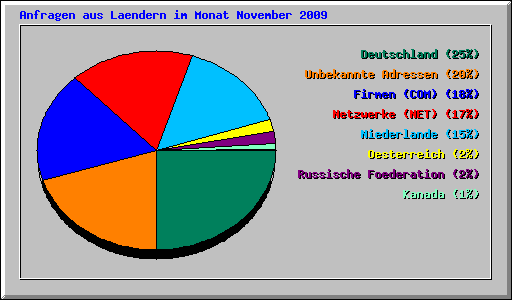 Anfragen aus Laendern im Monat November 2009
Deutschland (25%)
Unbekannte Adressen (20%)
Firmen (COM) (18%)
Netzwerke (NET) (17%)
Niederlande (15%)
Oesterreich (2%)
Russische Foederation (2%)
Kanada (1%)